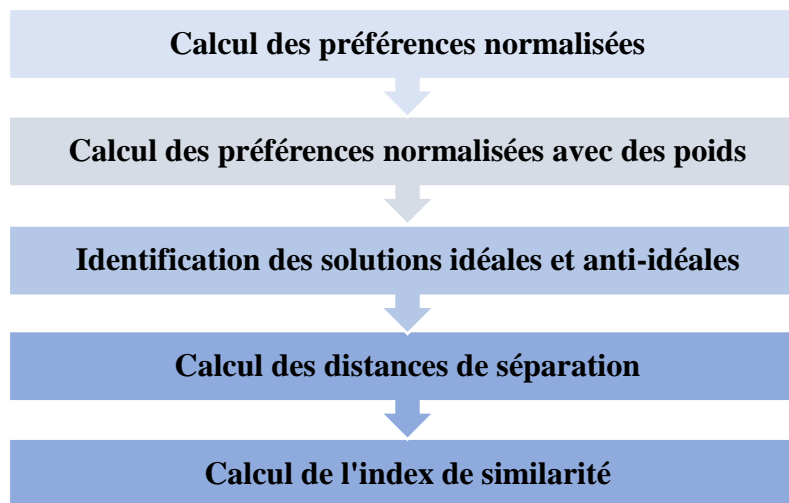 Calcul des préférences normalisées
Calcul des préférences normalisées avec des poids
Identification des solutions idéales et anti-idéales
Calcul des distances de séparation
Calcul de l'index de similarité